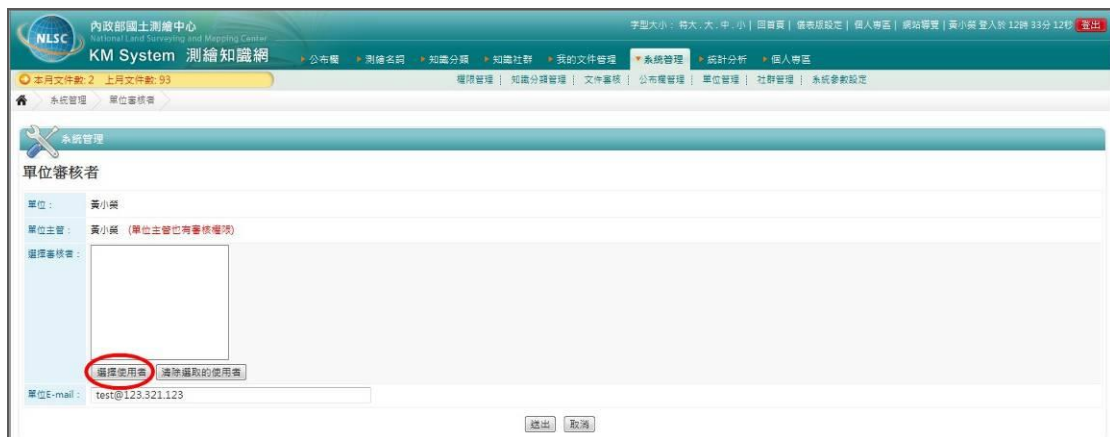 NLSC
內政部國土測繪中心
National Land Surveying and Mapping Center
KM System 測繪知識網
字型大小： 特大．大．中．小 | 回首頁 | 儀表版設定 | 個人專區 | 網站導覽 | 黃小榮 登入於 12時 33分 12秒 登出
公布欄 測繪名詞 知識分類 知識社群 我的文件管理 系統管理 統計分析 個人專區
本月文件數: 2 上月文件數: 93
權限管理 | 知識分類管理 | 文件審核 | 公布欄管理 | 單位管理 | 社群管理 | 系統參數設定
系統管理 單位審核者
系統管理
單位審核者
單位： 黃小榮
單位主管： 黃小榮 (單位主管也有審核權限)
選擇審核者：
選擇使用者 清除選取的使用者
單位E-mail： test@123.321.123
送出 取消